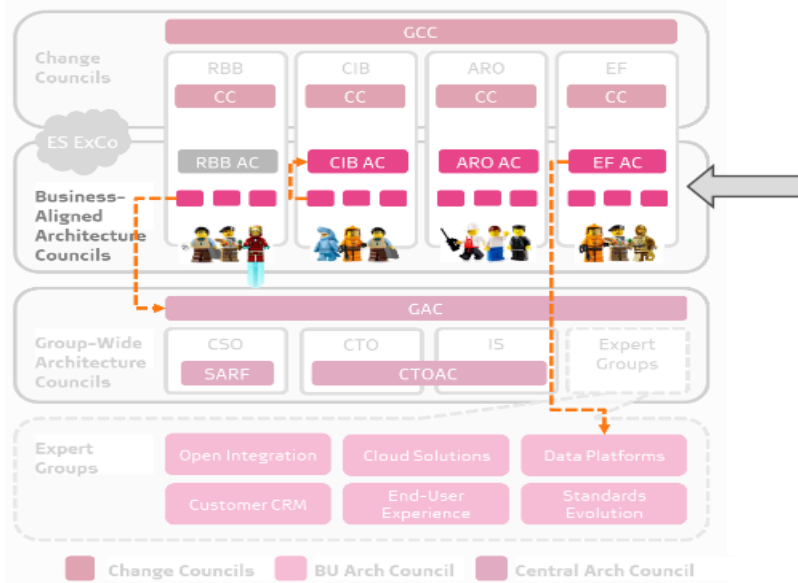 GCC
Change
Councils
RBB
CIB
ARO
EF
CC
CC
CC
CC
ES ExCo
RBB AC
CIB AC
ARO AC
EF AC
Business-
Aligned
Architecture
Councils
GAC
Group-Wide
Architecture
Councils
CSO
CTO
IS
Expert
Groups
SARF
CTOAC
Expert
Groups
Open Integration
Cloud Solutions
Data Platforms
Customer CRM
End-User
Experience
Standards
Evolution
Change Councils
BU Arch Council
Central Arch Council